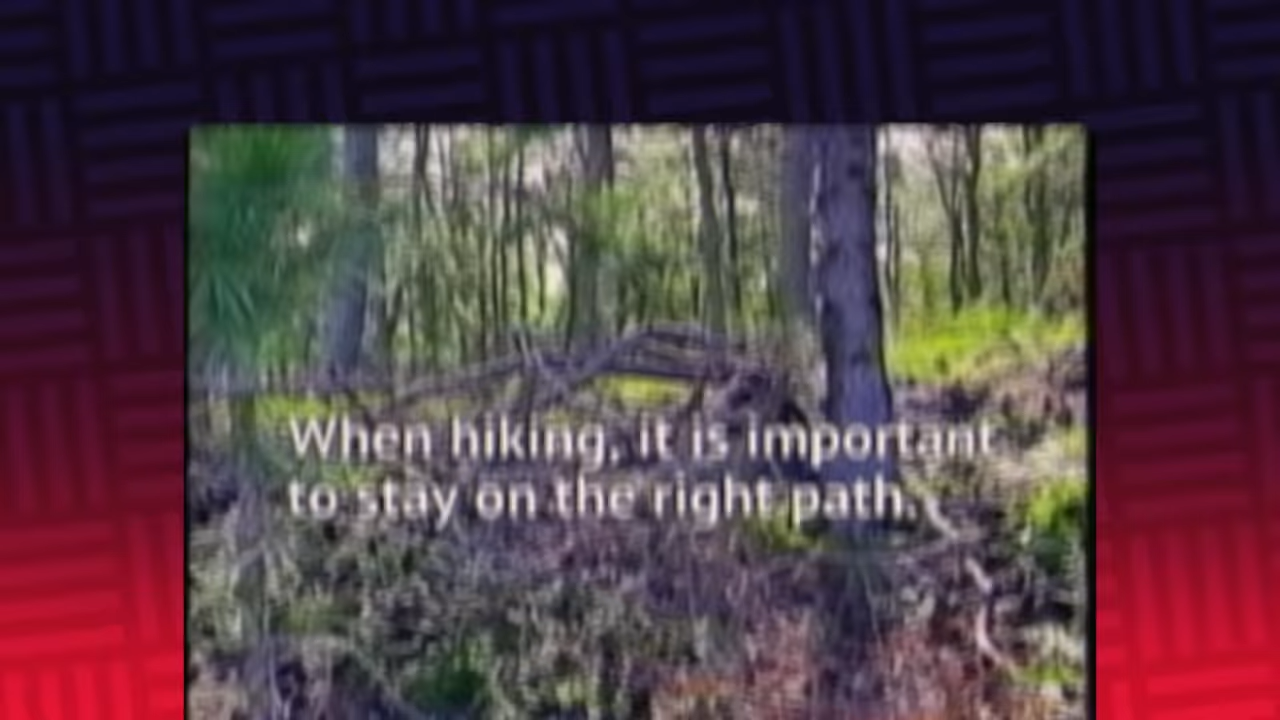 When hiking, it is important
to stay on the right path.